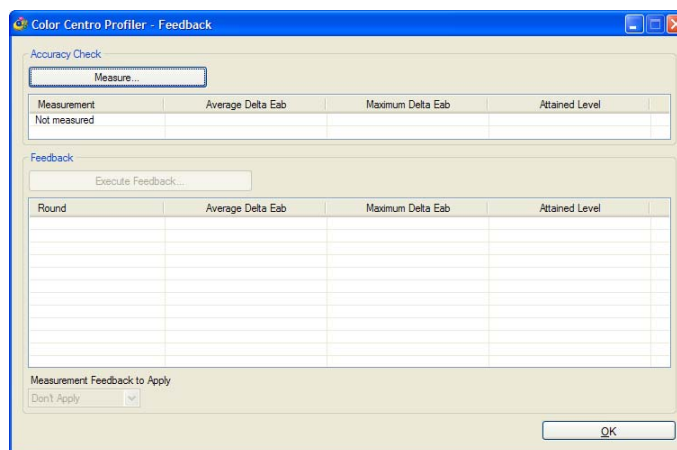 Color Centro Profiler - Feedback
Accuracy Check
Measure...
Measurement Average Delta Eab Maximum Delta Eab Attained Level
Not measured
Feedback
Execute Feedback...
Round Average Delta Eab Maximum Delta Eab Attained Level
Measurement Feedback to Apply
Don't Apply
OK